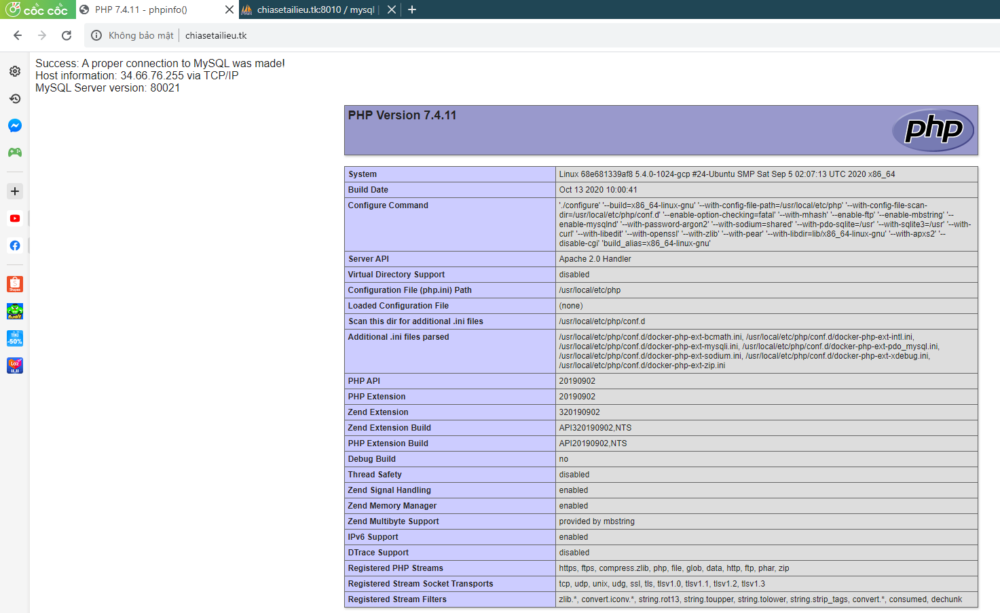 cốc cốc
PHP 7.4.11 - phpinfo()
chiasetailieu.tk:8010 / mysql
Không bảo mật
chiasetailieu.tk
Success: A proper connection to MySQL was made!
Host information: 34.66.76.255 via TCP/IP
MySQL Server version: 80021
PHP Version 7.4.11
php
System Linux 68e681339af8 5.4.0-1024-gcp #24-Ubuntu SMP Sat Sep 5 02:07:13 UTC 2020 x86_64
Build Date Oct 13 2020 10:00:41
Configure Command './configure' '--build=x86_64-linux-gnu' '--with-config-file-path=/usr/local/etc/php' '--with-config-file-scan-
dir=/usr/local/etc/php/conf.d' '--enable-option-checking=fatal' '--with-mhash' '--enable-ftp' '--enable-mbstring' '--
enable-mysqlnd' '--with-password-argon2' '--with-sodium=shared' '--with-pdo-sqlite=/usr' '--with-sqlite3=/usr' '--with-
curl' '--with-libedit' '--with-openssl' '--with-zlib' '--with-pear' '--with-libdir=lib/x86_64-linux-gnu' '--with-apxs2' '--
disable-cgi' 'build_alias=x86_64-linux-gnu'
Server API Apache 2.0 Handler
Virtual Directory Support disabled
Configuration File (php.ini) Path /usr/local/etc/php
Loaded Configuration File (none)
Scan this dir for additional .ini files /usr/local/etc/php/conf.d
Additional .ini files parsed /usr/local/etc/php/conf.d/docker-php-ext-bcmath.ini, /usr/local/etc/php/conf.d/docker-php-ext-intl.ini,
/usr/local/etc/php/conf.d/docker-php-ext-mysqli.ini, /usr/local/etc/php/conf.d/docker-php-ext-pdo_mysql.ini,
/usr/local/etc/php/conf.d/docker-php-ext-sodium.ini, /usr/local/etc/php/conf.d/docker-php-ext-xdebug.ini,
/usr/local/etc/php/conf.d/docker-php-ext-zip.ini
PHP API 20190902
PHP Extension 20190902
Zend Extension 320190902
Zend Extension Build API320190902,NTS
PHP Extension Build API20190902,NTS
Debug Build no
Thread Safety disabled
Zend Signal Handling enabled
Zend Memory Manager enabled
Zend Multibyte Support provided by mbstring
IPv6 Support enabled
DTrace Support disabled
Registered PHP Streams https, ftps, compress.zlib, php, file, glob, data, http, ftp, phar, zip
Registered Stream Socket Transports tcp, udp, unix, udg, ssl, tls, tlsv1.0, tlsv1.1, tlsv1.2, tlsv1.3
Registered Stream Filters zlib.*, convert.iconv.*, string.rot13, string.toupper, string.tolower, string.strip_tags, convert.*, consumed, dechunk
Shopee
TIKI
-50%
Laz
11.11